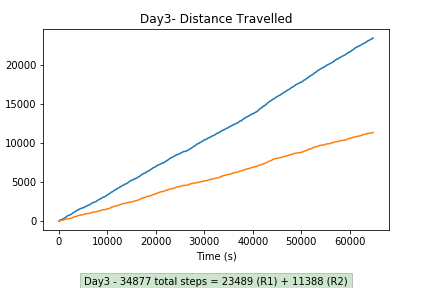 Day3- Distance Travelled
20000
15000
10000
5000
0
0 10000 20000 30000 40000 50000 60000
Time (s)
Day3 - 34877 total steps = 23489 (R1) + 11388 (R2)